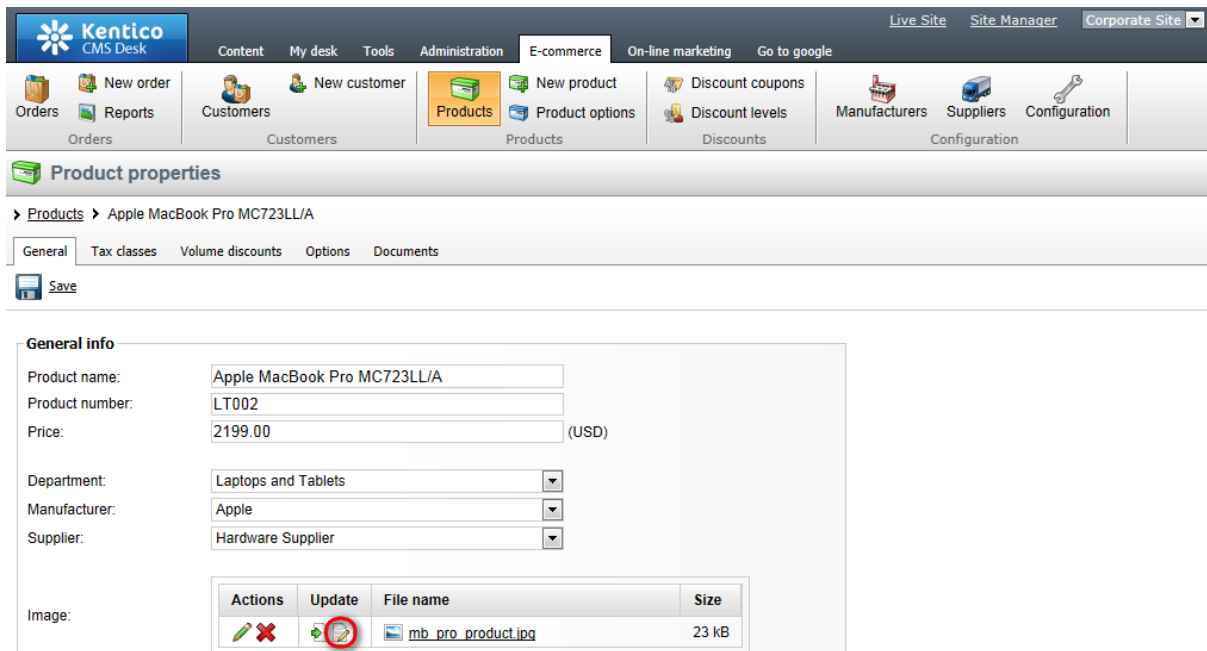 Live Site Site Manager Corporate Site
Kentico
CMS Desk
Content My desk Tools Administration E-commerce On-line marketing Go to google
New order New customer New product Discount coupons
Orders Reports Customers Products Product options Discount levels Manufacturers Suppliers Configuration
Orders Customers Products Discounts Configuration
Product properties
Products Apple MacBook Pro MC723LL/A
General Tax classes Volume discounts Options Documents
Save
General info
Product name: Apple MacBook Pro MC723LL/A
Product number: LT002
Price: 2199.00 (USD)
Department: Laptops and Tablets
Manufacturer: Apple
Supplier: Hardware Supplier
Actions Update File name Size
Image:
mb_pro_product.jpg 23 kB